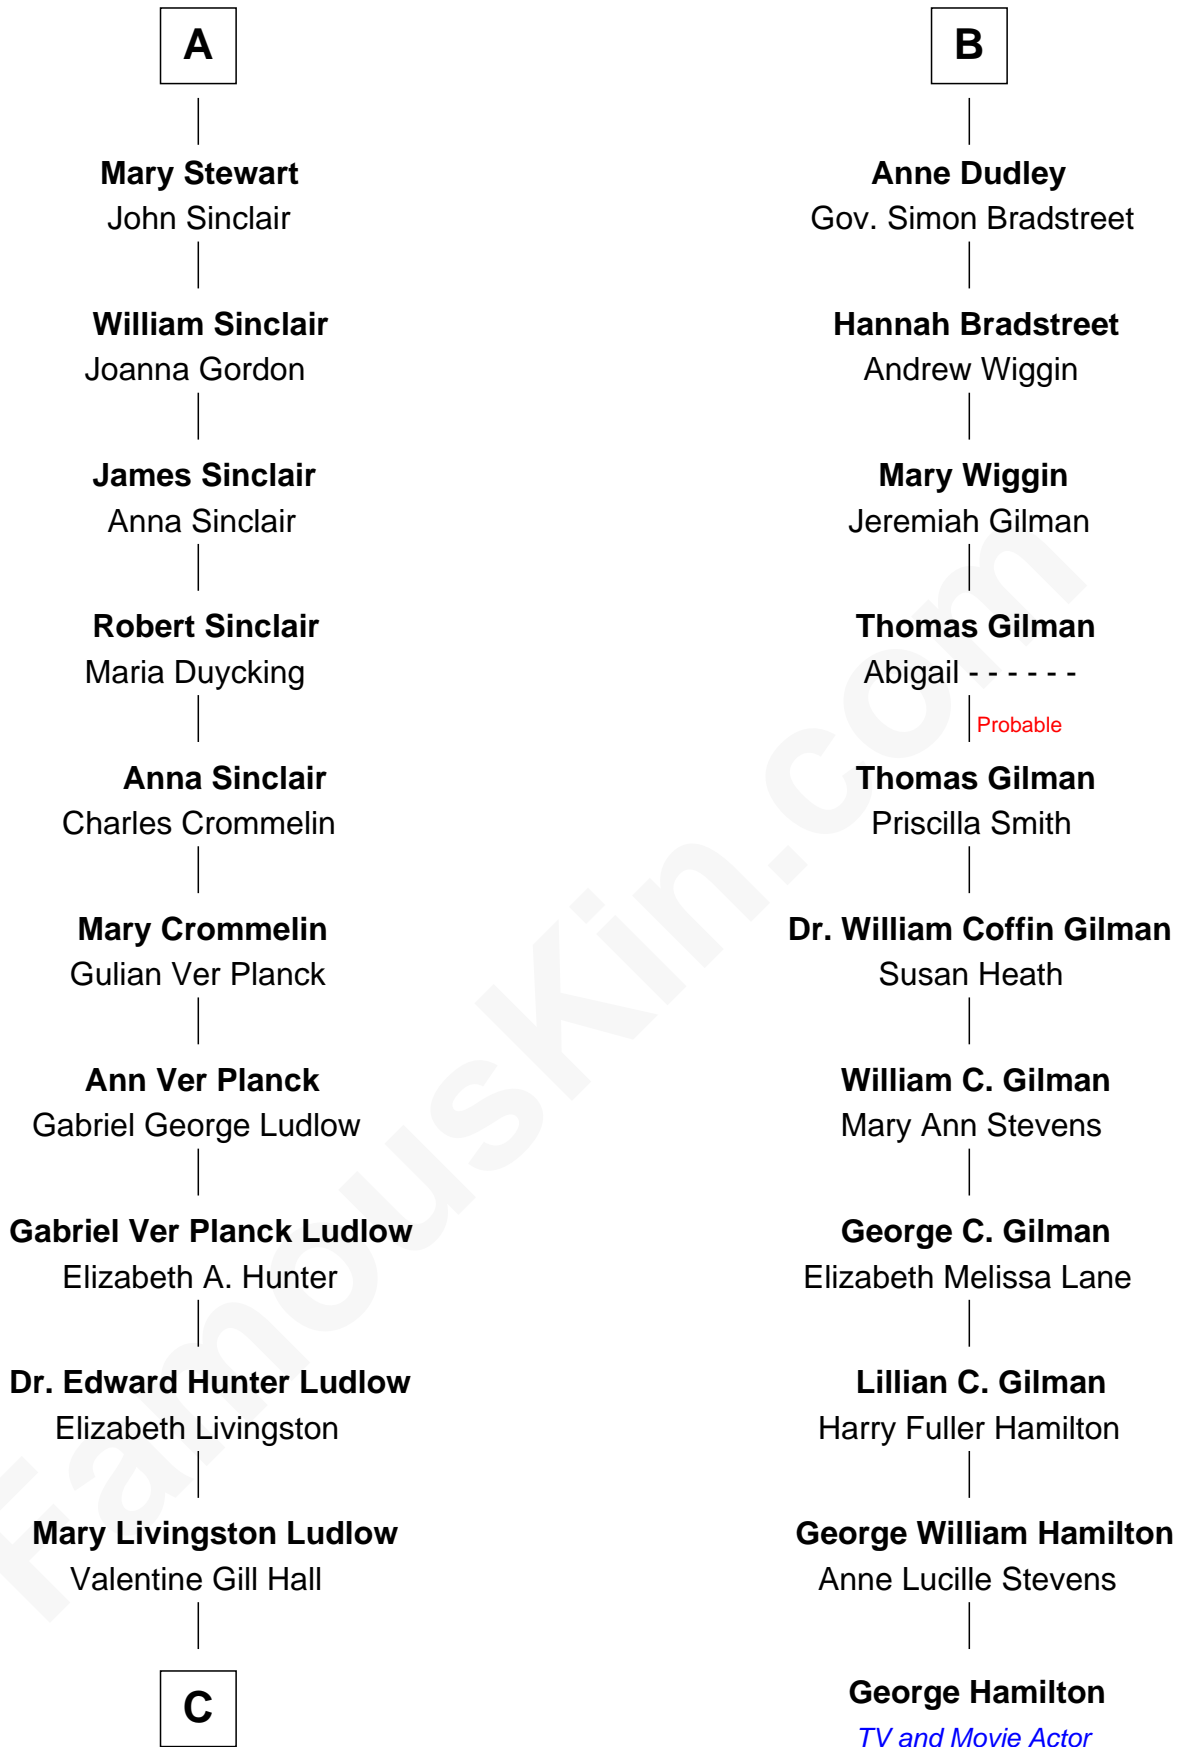 A
Mary Stewart
John Sinclair
William Sinclair
Joanna Gordon
James Sinclair
Anna Sinclair
Robert Sinclair
Maria Duycking
Anna Sinclair
Charles Crommelin
Mary Crommelin
Gulian Ver Planck
Ann Ver Planck
Gabriel George Ludlow
Gabriel Ver Planck Ludlow
Elizabeth A. Hunter
Dr. Edward Hunter Ludlow
Elizabeth Livingston
Mary Livingston Ludlow
Valentine Gill Hall
C
B
Anne Dudley
Gov. Simon Bradstreet
Hannah Bradstreet
Andrew Wiggin
Mary Wiggin
Jeremiah Gilman
Thomas Gilman
Abigail - - - - - -
Probable
Thomas Gilman
Priscilla Smith
Dr. William Coffin Gilman
Susan Heath
William C. Gilman
Mary Ann Stevens
George C. Gilman
Elizabeth Melissa Lane
Lillian C. Gilman
Harry Fuller Hamilton
George William Hamilton
Anne Lucille Stevens
George Hamilton
TV and Movie Actor
FamousKin.com